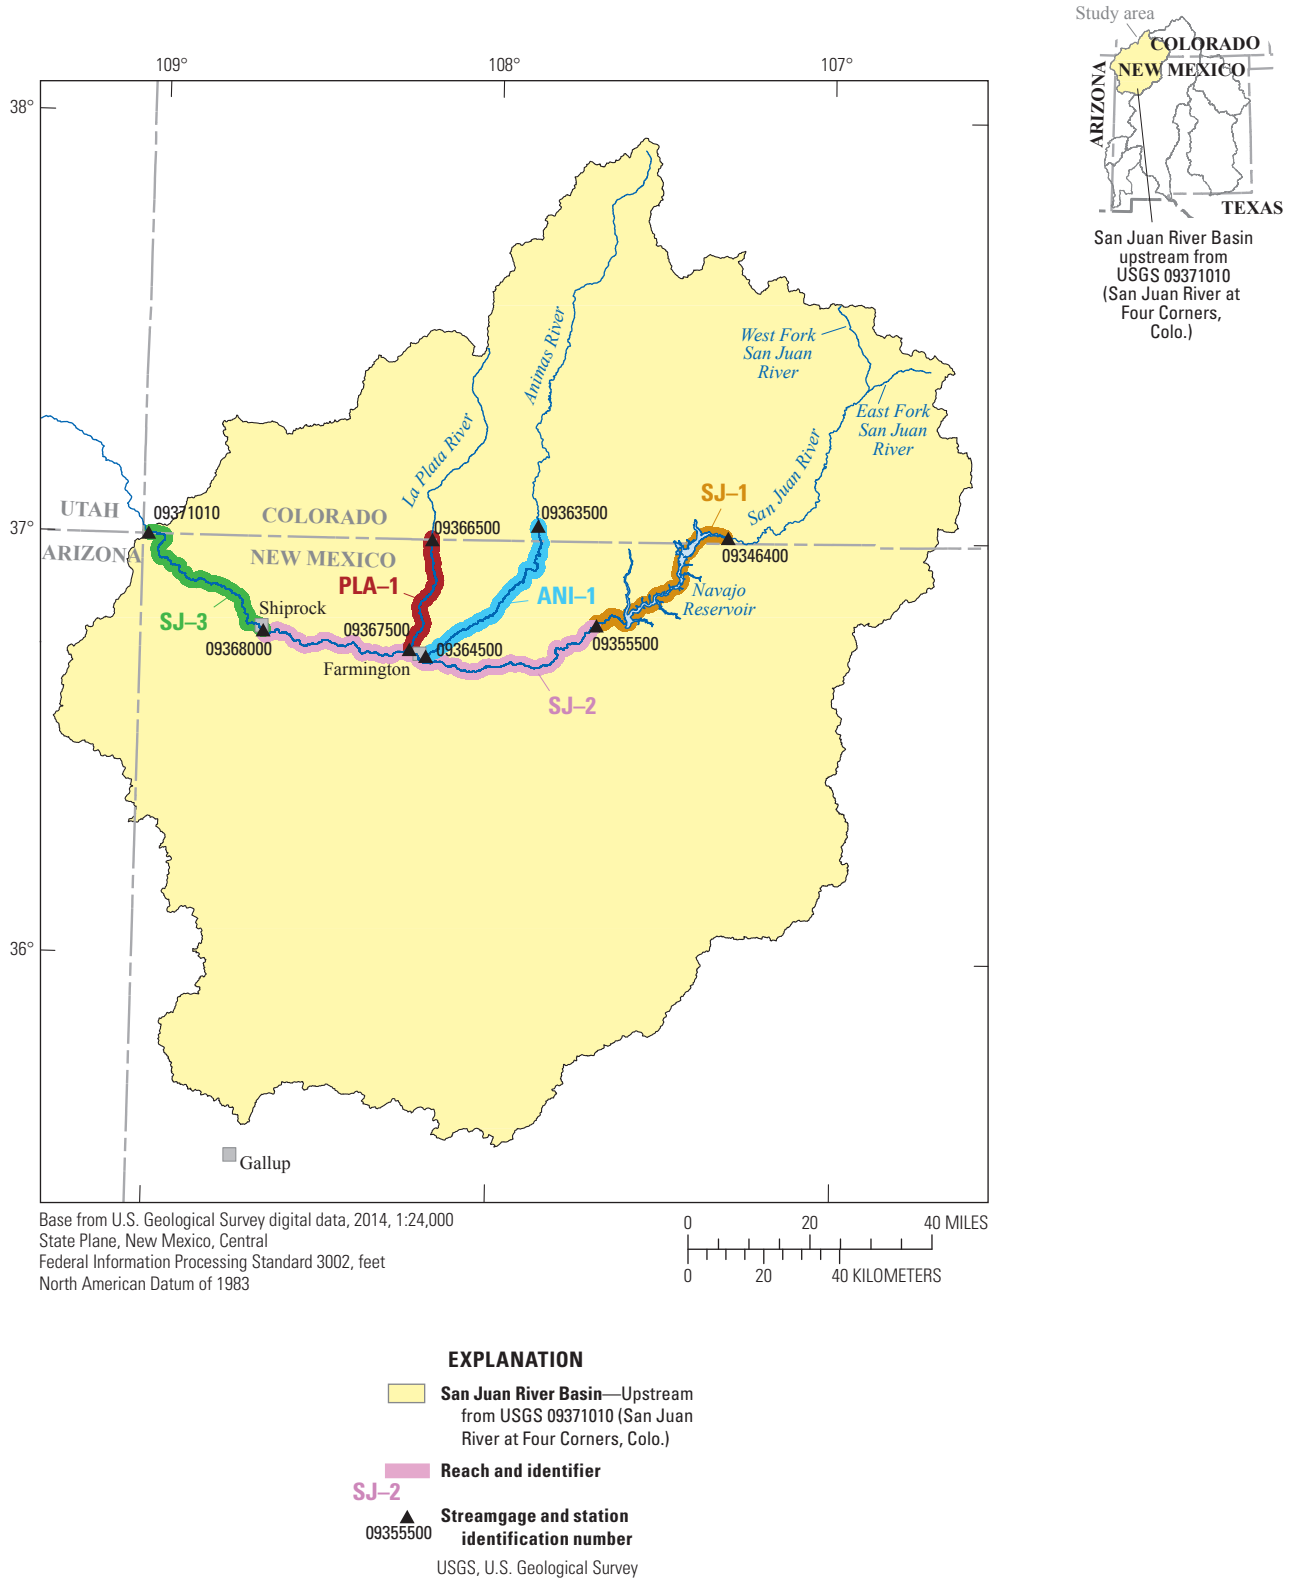 Study area
COLORADO
NEW MEXICO
ARIZONA
TEXAS
San Juan River Basin
upstream from
USGS 09371010
(San Juan River at
Four Corners,
Colo.)
109°
108°
107°
38°
37°
36°
West Fork
San Juan
River
East Fork
San Juan
River
Animas River
La Plata River
San Juan River
SJ–1
UTAH
09371010
COLORADO
09366500
09363500
ARIZONA
NEW MEXICO
09346400
PLA–1
ANI–1
Navajo
Reservoir
Shiprock
SJ–3
09367500
09368000
09364500
09355500
Farmington
SJ–2
Gallup
Base from U.S. Geological Survey digital data, 2014, 1:24,000
State Plane, New Mexico, Central
Federal Information Processing Standard 3002, feet
North American Datum of 1983
0 20 40 MILES
0 20 40 KILOMETERS
EXPLANATION
San Juan River Basin—Upstream
from USGS 09371010 (San Juan
River at Four Corners, Colo.)
Reach and identifier
SJ–2
Streamgage and station
identification number
09355500
USGS, U.S. Geological Survey